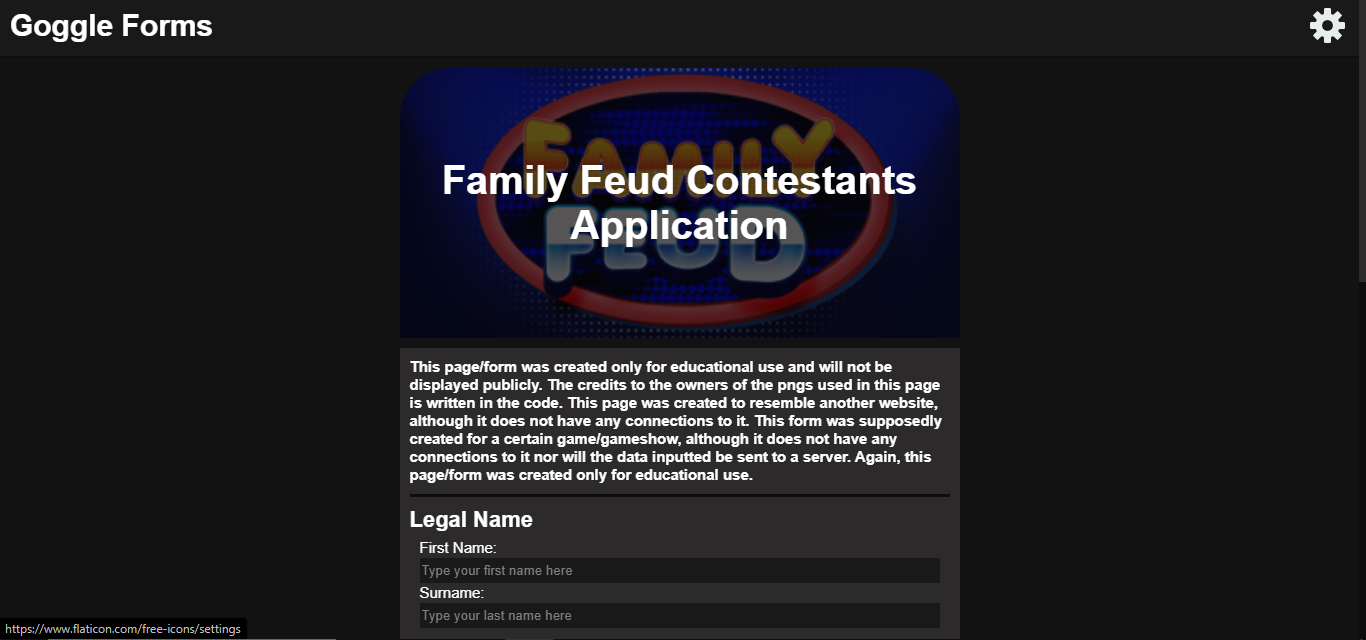 Goggle Forms
FAMILY
FEUD
Family Feud Contestants
Application
This page/form was created only for educational use and will not be
displayed publicly. The credits to the owners of the pngs used in this page
is written in the code. This page was created to resemble another website,
although it does not have any connections to it. This form was supposedly
created for a certain game/gameshow, although it does not have any
connections to it nor will the data inputted be sent to a server. Again, this
page/form was created only for educational use.
Legal Name
First Name:
Type your first name here
Surname:
Type your last name here
https://www.flaticon.com/free-icons/settings